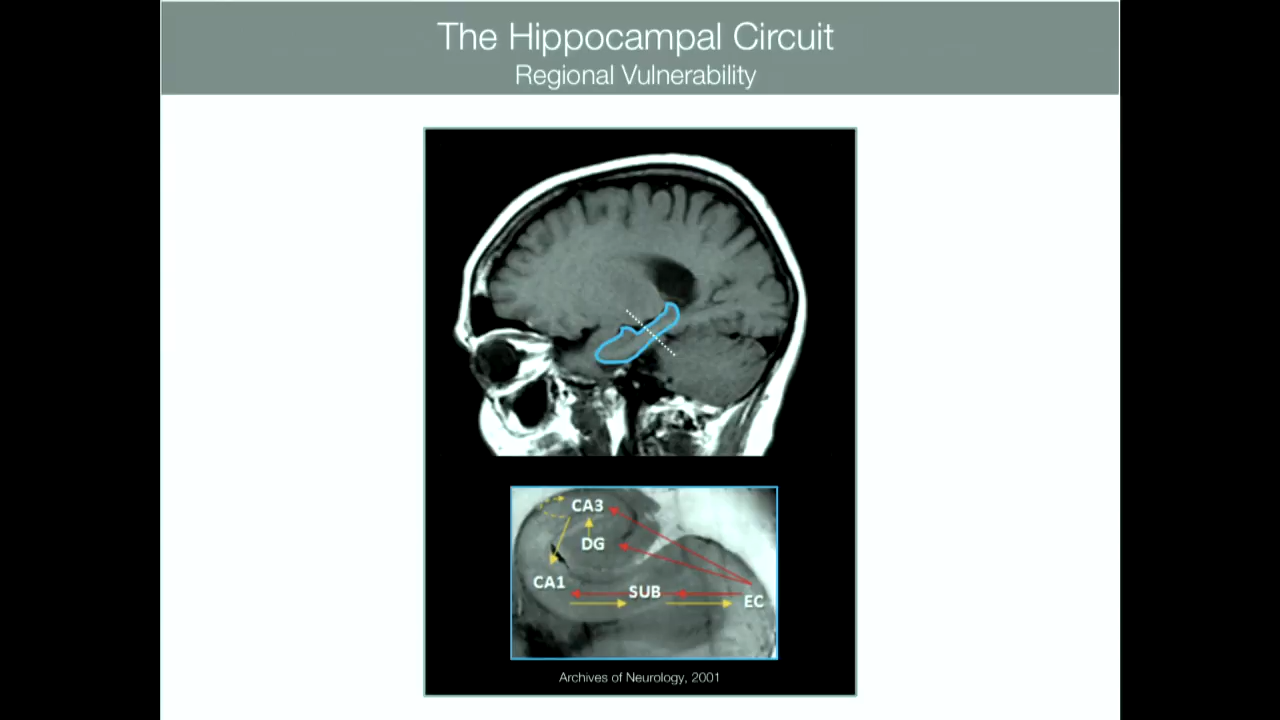 The Hippocampal Circuit
Regional Vulnerability
CA3
DG
CA1
SUB
EC
Archives of Neurology, 2001